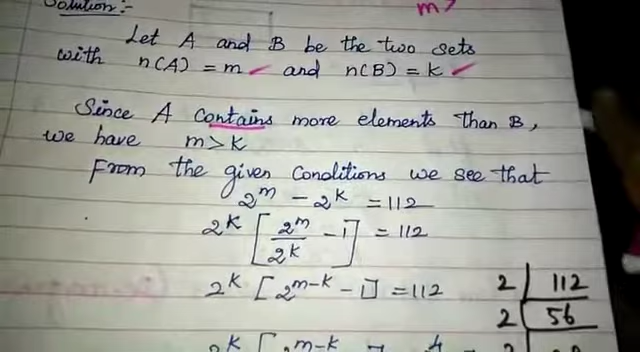 Solution:-
m>
Let A and B be the two sets
with n(A) = m and n(B) = k
Since A contains more elements than B,
we have m>k
From the given conditions we see that
2^m - 2^k = 112
2^k [2^m/2^k - 1] = 112
2^k [2^{m-k} - 1] = 112
2 | 112
2 | 56
2^k [2^{m-k}